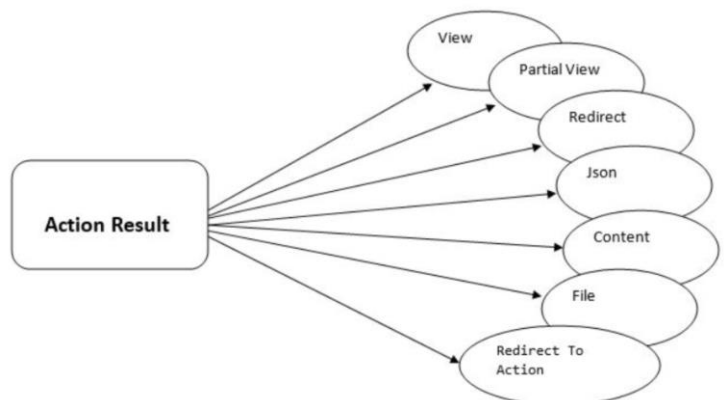 View
Partial View
Redirect
Json
Action Result
Content
File
Redirect To
Action